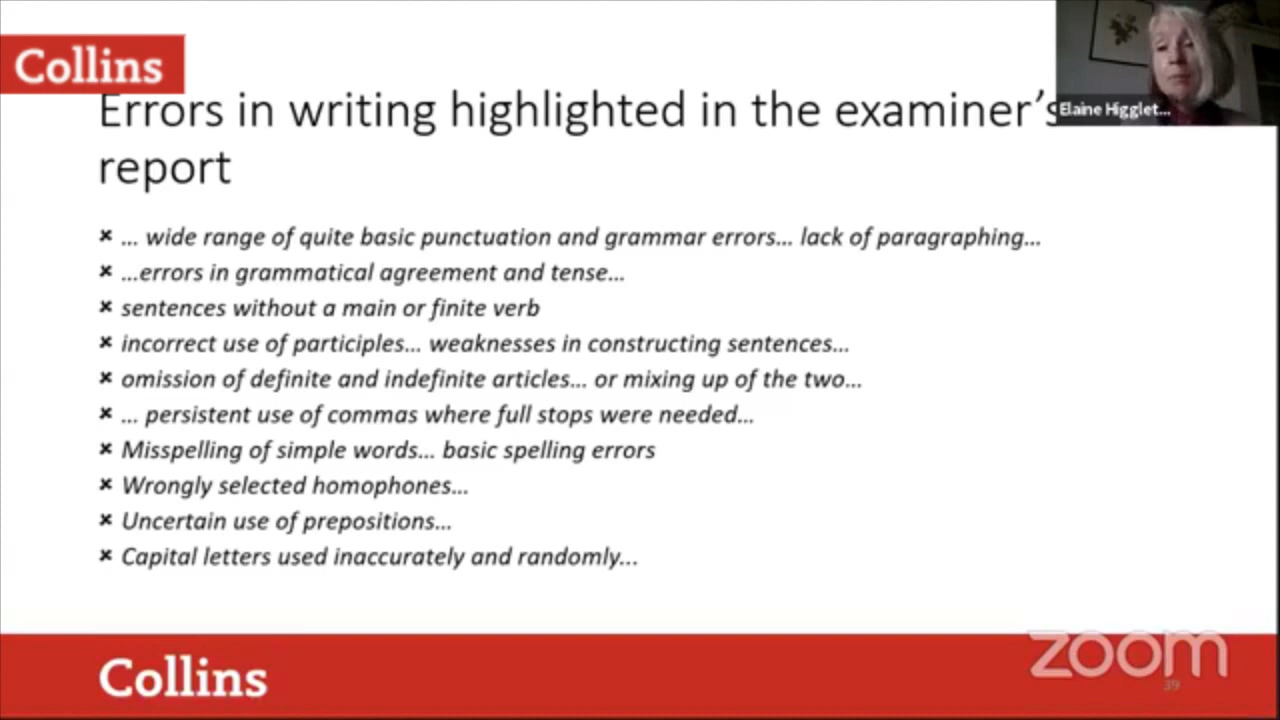 Collins
Errors in writing highlighted in the examiner's
report
Elaine Higglet...
× ... wide range of quite basic punctuation and grammar errors... lack of paragraphing...
× ...errors in grammatical agreement and tense...
× sentences without a main or finite verb
× incorrect use of participles... weaknesses in constructing sentences...
× omission of definite and indefinite articles... or mixing up of the two...
× ... persistent use of commas where full stops were needed...
× Misspelling of simple words... basic spelling errors
× Wrongly selected homophones...
× Uncertain use of prepositions...
× Capital letters used inaccurately and randomly...
Collins
zoom
39